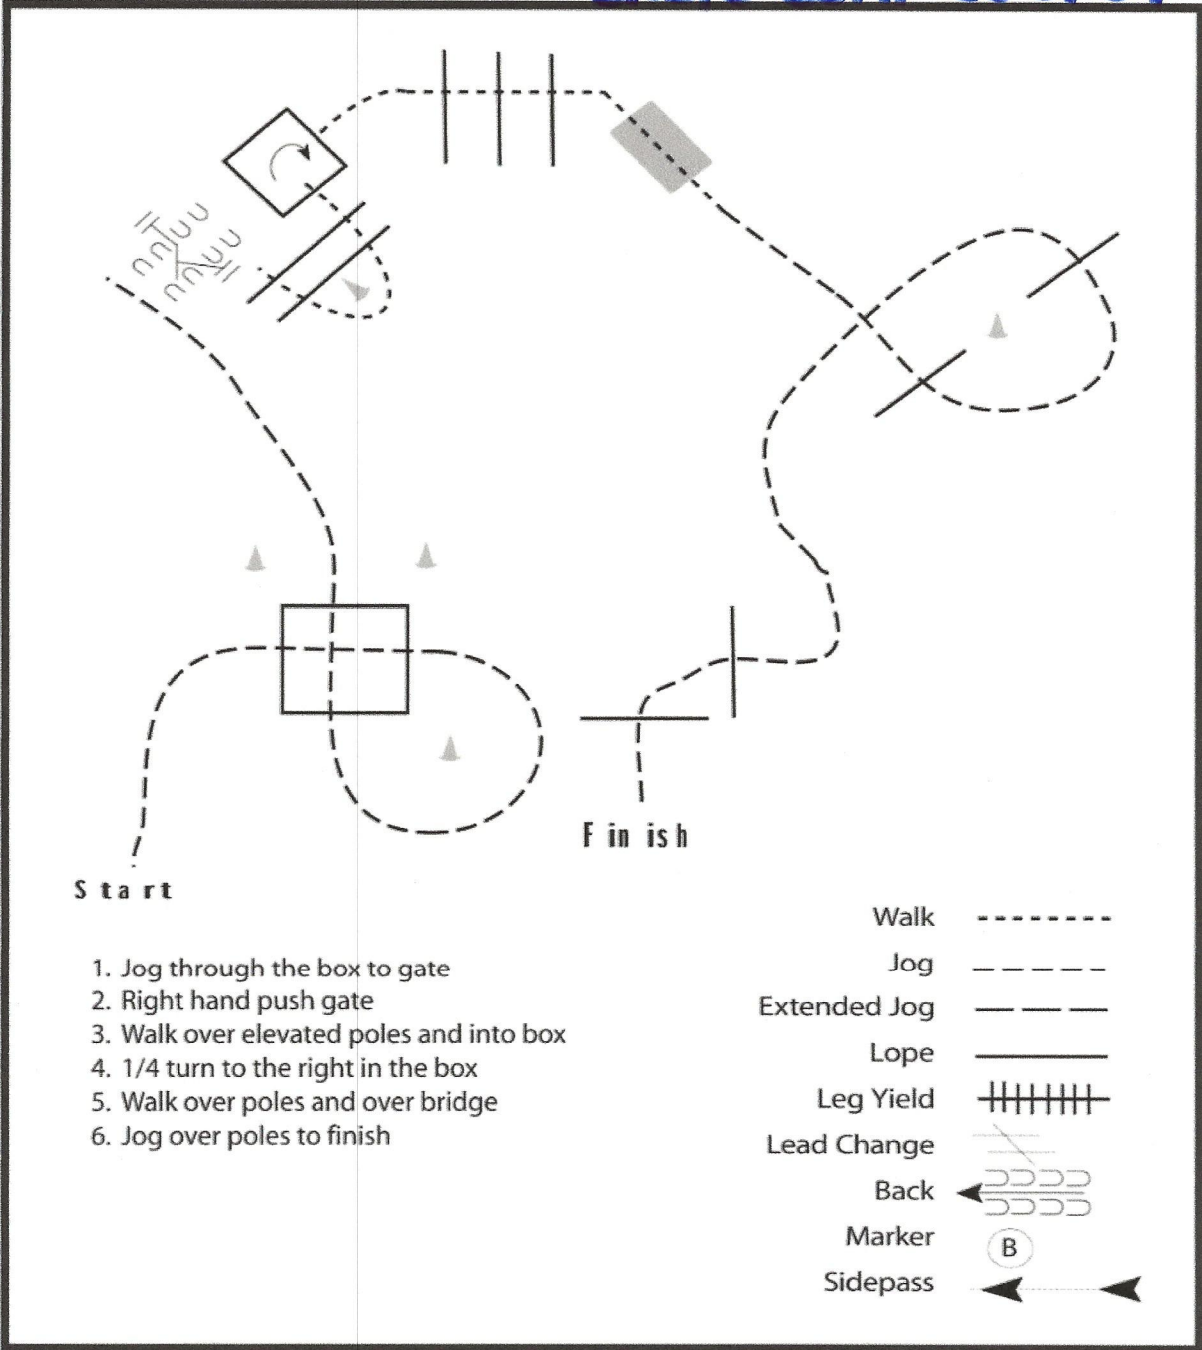 Start
Finish
1. Jog through the box to gate
2. Right hand push gate
3. Walk over elevated poles and into box
4. 1/4 turn to the right in the box
5. Walk over poles and over bridge
6. Jog over poles to finish
Walk
Jog
Extended Jog
Lope
Leg Yield
Lead Change
Back
Marker
B
Sidepass